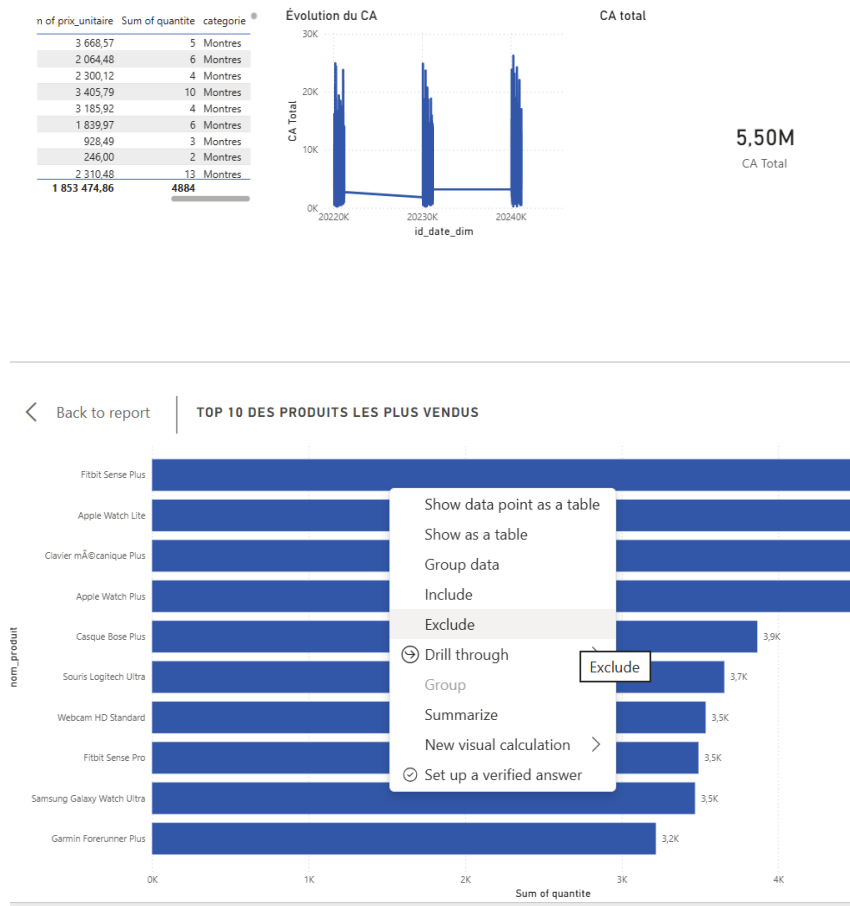 n of prix_unitaire Sum of quantite categorie
3 668,57 5 Montres
2 064,48 6 Montres
2 300,12 4 Montres
3 405,79 10 Montres
3 185,92 4 Montres
1 839,97 6 Montres
928,49 3 Montres
246,00 2 Montres
2 310,48 13 Montres
1 853 474,86 4884
Évolution du CA
30K
20K
10K
0K
CA Total
20220K 20230K 20240K
id_date_dim
CA total
5,50M
CA Total
Back to report
TOP 10 DES PRODUITS LES PLUS VENDUS
nom_produit
Fitbit Sense Plus
Apple Watch Lite
Clavier mÃ©canique Plus
Apple Watch Plus
Casque Bose Plus 3,9K
Souris Logitech Ultra 3,7K
Webcam HD Standard 3,5K
Fitbit Sense Pro 3,5K
Samsung Galaxy Watch Ultra 3,5K
Garmin Forerunner Plus 3,2K
0K 1K 2K 3K 4K
Sum of quantite
Show data point as a table
Show as a table
Group data
Include
Exclude
Drill through
Exclude
Group
Summarize
New visual calculation
Set up a verified answer